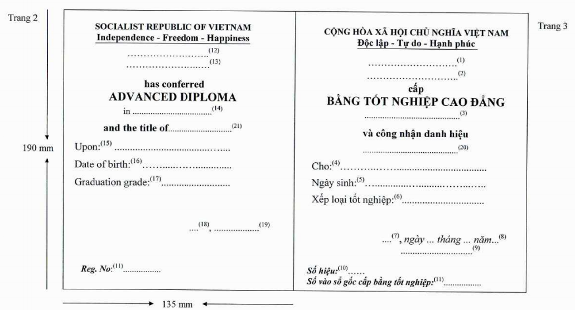 Trang 2
SOCIALIST REPUBLIC OF VIETNAM
Independence - Freedom - Happiness
..............................(12)
..............................(13)
has conferred
ADVANCED DIPLOMA
in ..............................(14)
and the title of........................(21)
Upon:(15)..............................................
Date of birth:(16)......................................
Graduation grade:(17)..............................
....(18), ..................(19)
Reg. No:(11)................
190 mm
135 mm
Trang 3
CỘNG HÒA XÃ HỘI CHỦ NGHĨA VIỆT NAM
Độc lập - Tự do - Hạnh phúc
..............................(1)
..............................(2)
cấp
BẰNG TỐT NGHIỆP CAO ĐẲNG
..............................(3)
và công nhận danh hiệu
..............................(20)
Cho:(4)..............................................
Ngày sinh:(5)......................................
Xếp loại tốt nghiệp:(6)..............................
....(7), ngày ... tháng ... năm...(8)
........................(9)
Số hiệu:(10)......
Số vào sổ gốc cấp bằng tốt nghiệp:(11)................